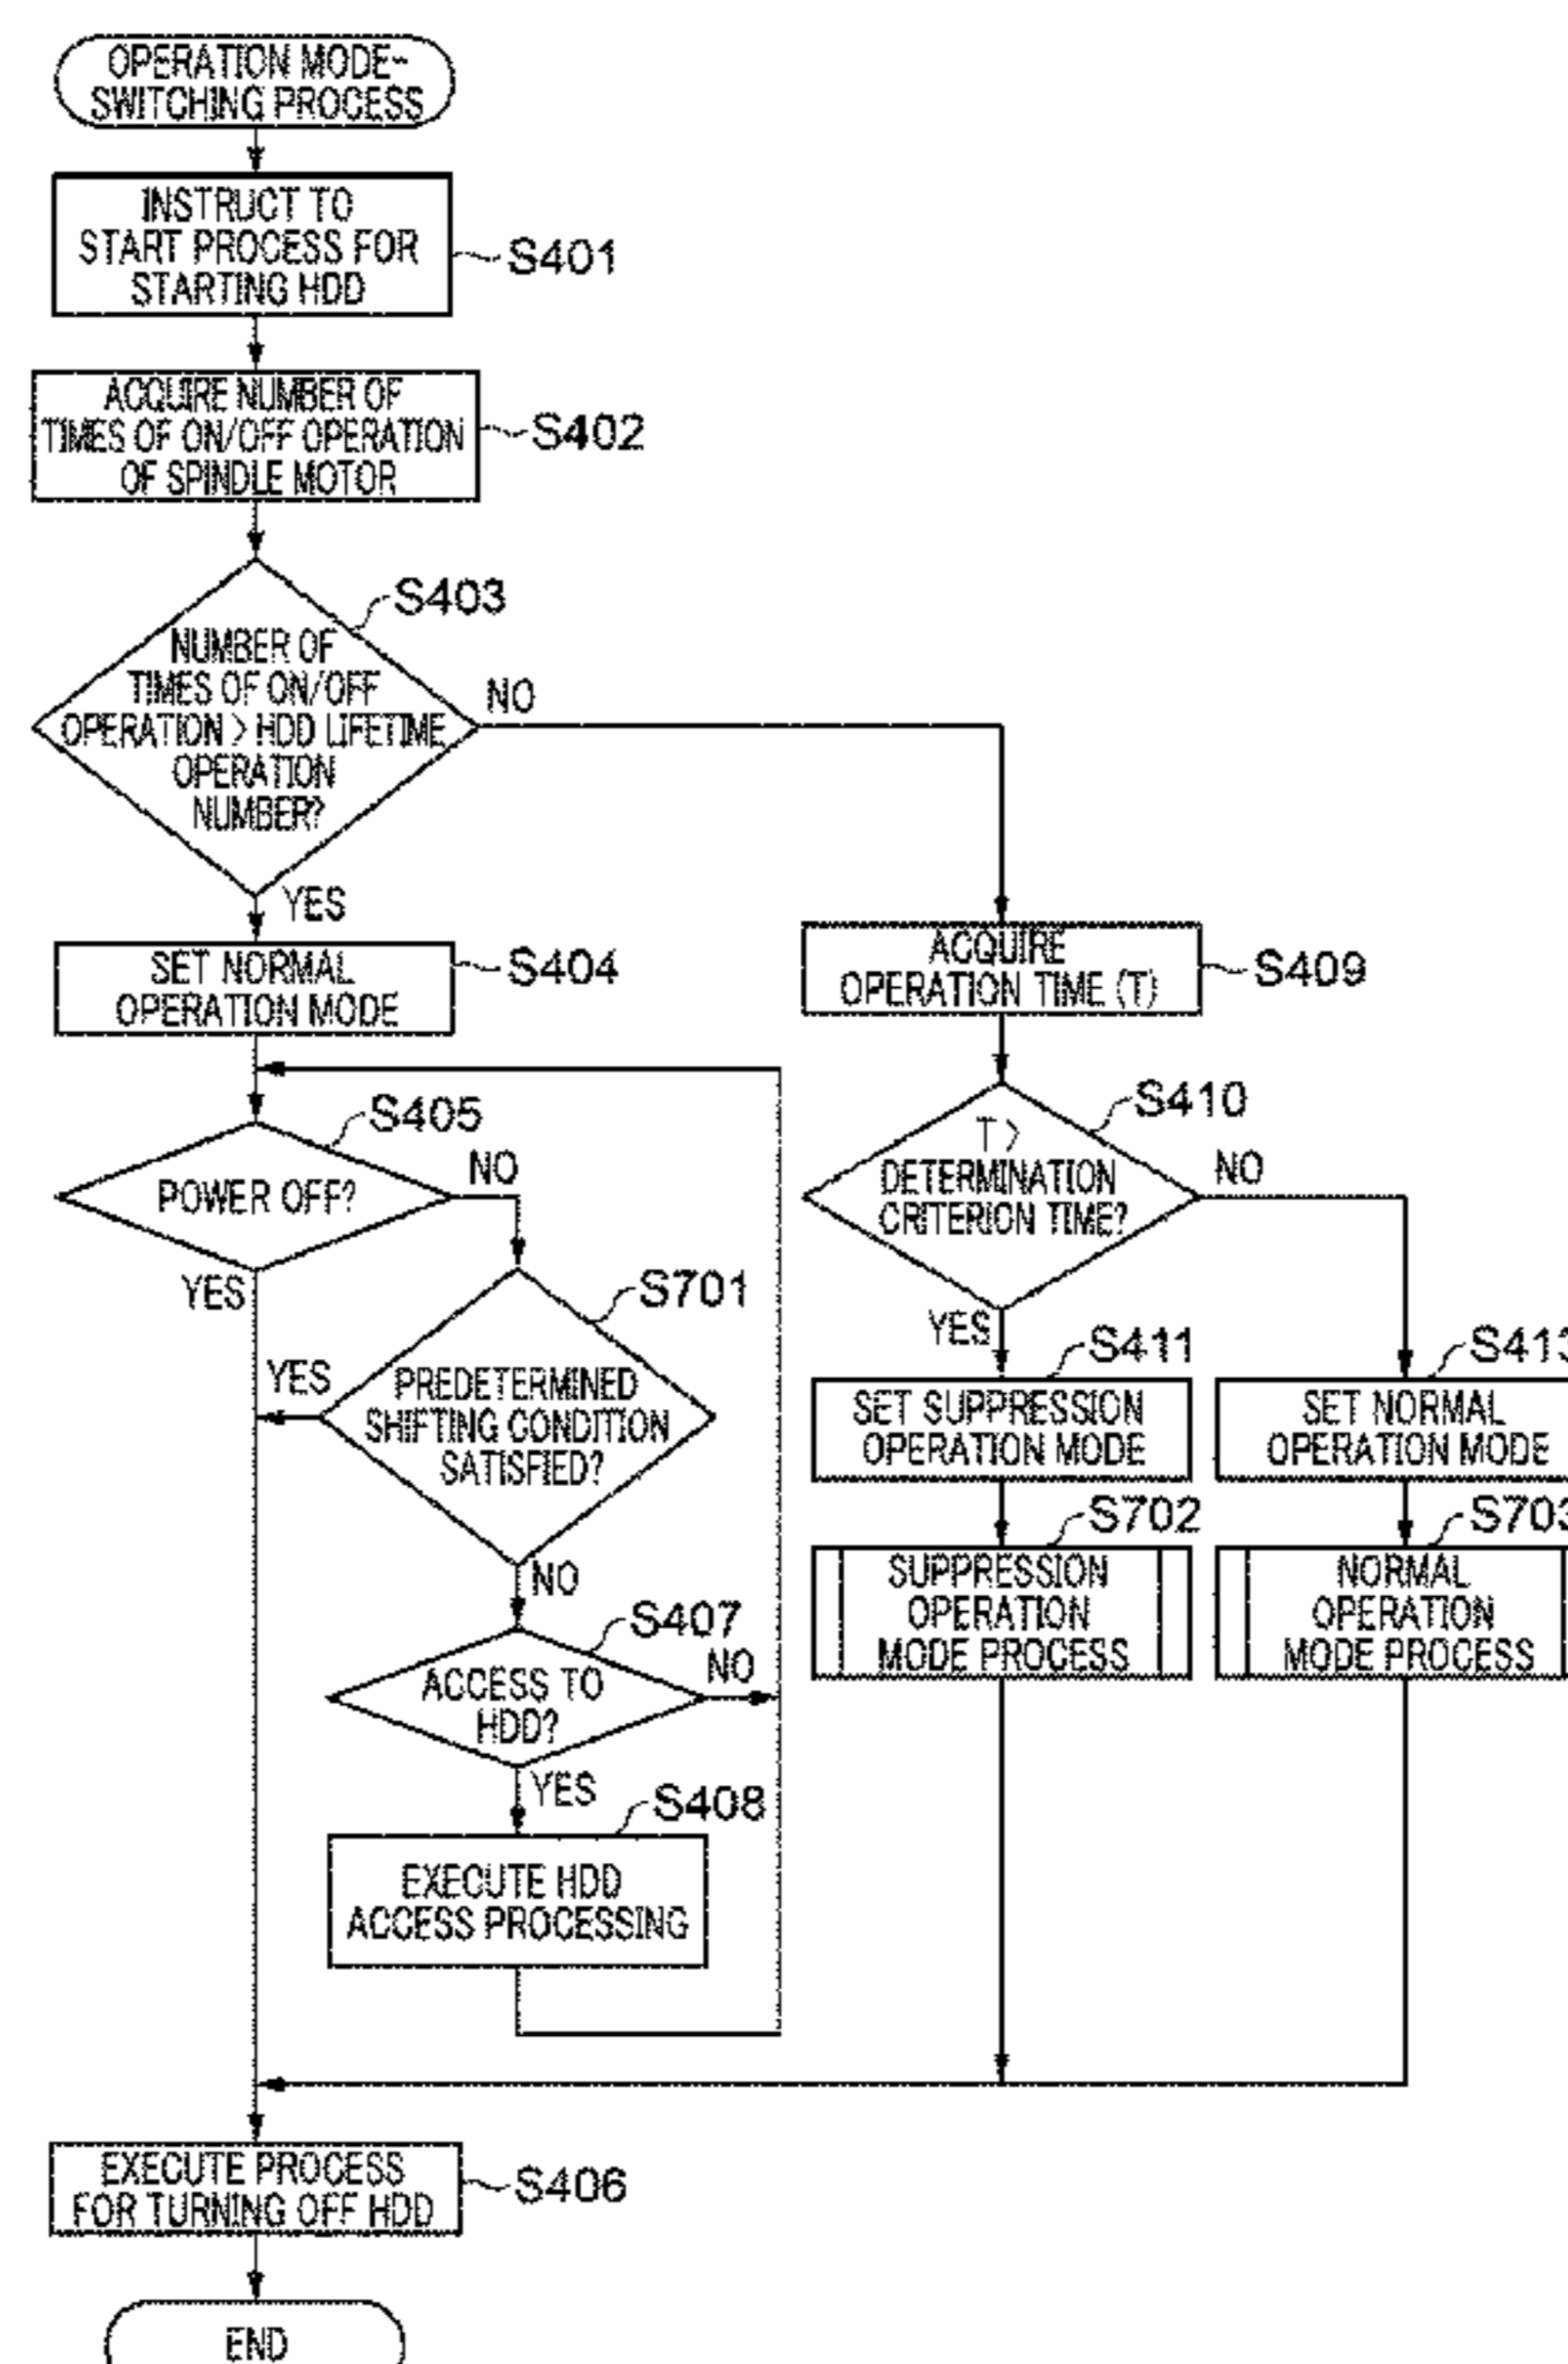 OPERATION MODE-
SWITCHING PROCESS
INSTRUCT TO
START PROCESS FOR
STARTING HDD
S401
ACQUIRE NUMBER OF
TIMES OF ON/OFF OPERATION
OF SPINDLE MOTOR
S402
S403
NUMBER OF
TIMES OF ON/OFF
OPERATION > HDD LIFETIME
OPERATION
NUMBER?
NO
YES
SET NORMAL
OPERATION MODE
S404
S405
POWER OFF?
NO
YES
S701
PREDETERMINED
SHIFTING CONDITION
SATISFIED?
YES
NO
S407
ACCESS TO
HDD?
NO
YES
S408
EXECUTE HDD
ACCESS PROCESSING
ACQUIRE
OPERATION TIME (T)
S409
S410
T >
DETERMINATION
CRITERION TIME?
NO
YES
S411
SET SUPPRESSION
OPERATION MODE
S702
SUPPRESSION
OPERATION
MODE PROCESS
S413
SET NORMAL
OPERATION MODE
S703
NORMAL
OPERATION
MODE PROCESS
EXECUTE PROCESS
FOR TURNING OFF HDD
S406
END